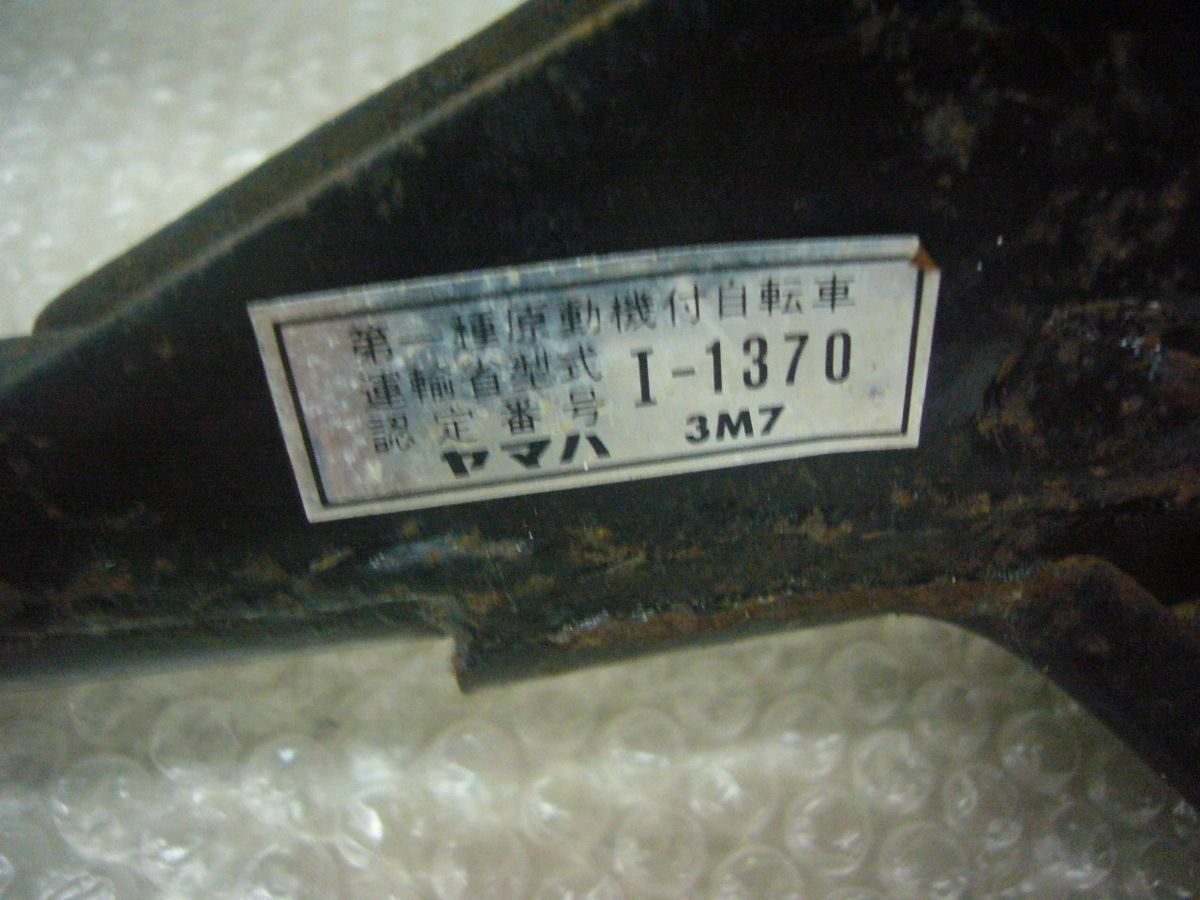 第一種原動機付自転車
運輸省型式 I-1370
認定番号
ヤマハ 3M7